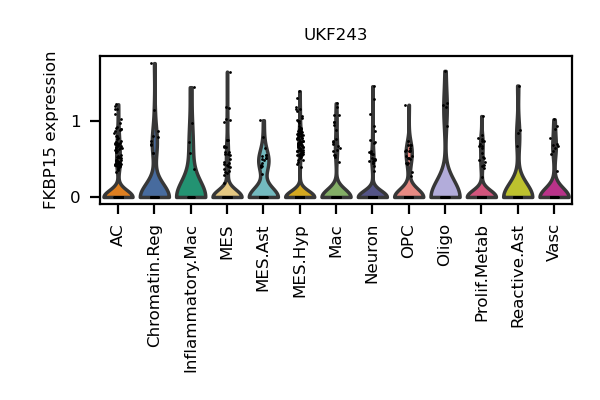 UKF243
FKBP15 expression
1
0
AC
Chromatin.Reg
Inflammatory.Mac
MES
MES.Ast
MES.Hyp
Mac
Neuron
OPC
Oligo
Prolif.Metab
Reactive.Ast
Vasc